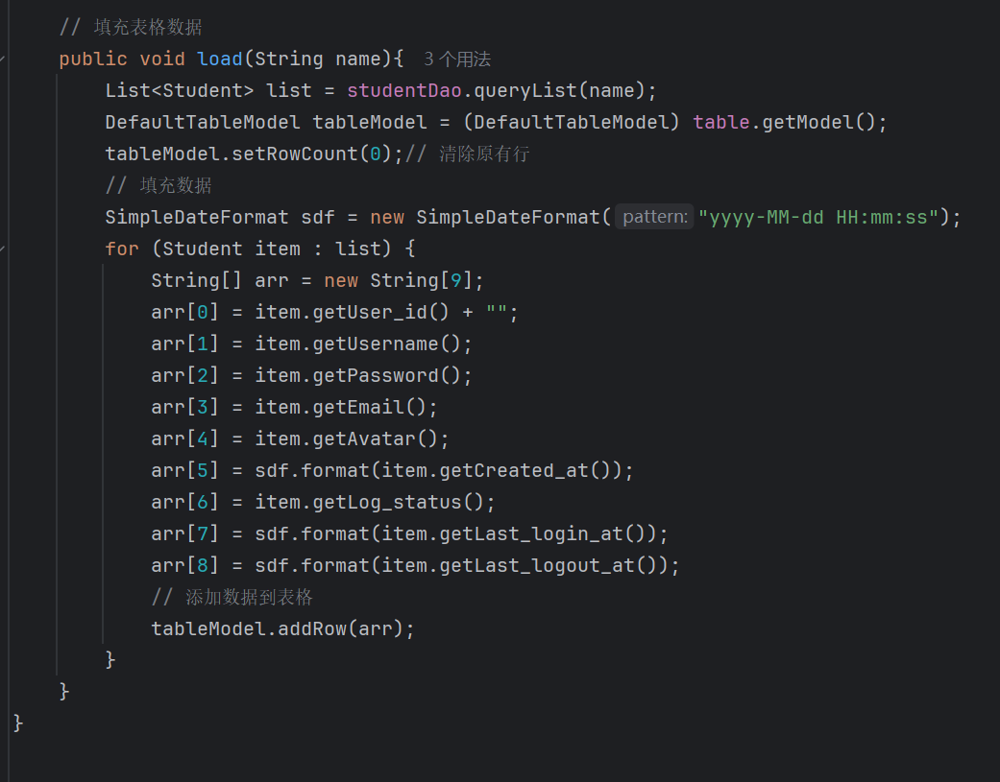 // 填充表格数据
public void load(String name){ 3 个用法
List<Student> list = studentDao.queryList(name);
DefaultTableModel tableModel = (DefaultTableModel) table.getModel();
tableModel.setRowCount(0);// 清除原有行
// 填充数据
SimpleDateFormat sdf = new SimpleDateFormat( pattern: "yyyy-MM-dd HH:mm:ss");
for (Student item : list) {
String[] arr = new String[9];
arr[0] = item.getUser_id() + "";
arr[1] = item.getUsername();
arr[2] = item.getPassword();
arr[3] = item.getEmail();
arr[4] = item.getAvatar();
arr[5] = sdf.format(item.getCreated_at());
arr[6] = item.getLog_status();
arr[7] = sdf.format(item.getLast_login_at());
arr[8] = sdf.format(item.getLast_logout_at());
// 添加数据到表格
tableModel.addRow(arr);
}
}
}